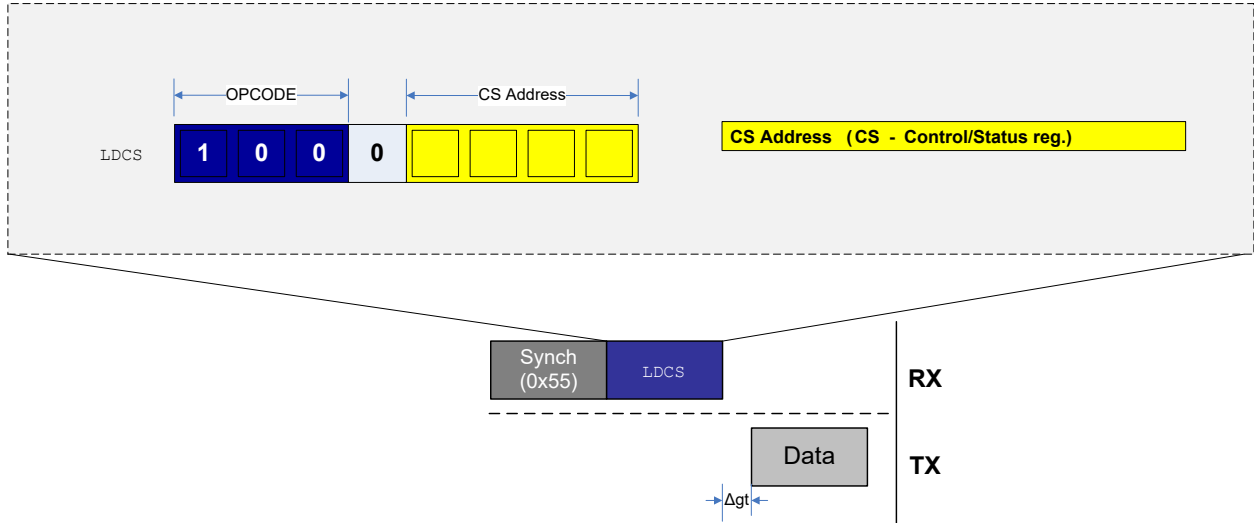 OPCODE
CS Address
LDCS
1 0 0 0
CS Address (CS - Control/Status reg.)
Synch
(0x55)
LDCS
RX
Data
TX
Δgt